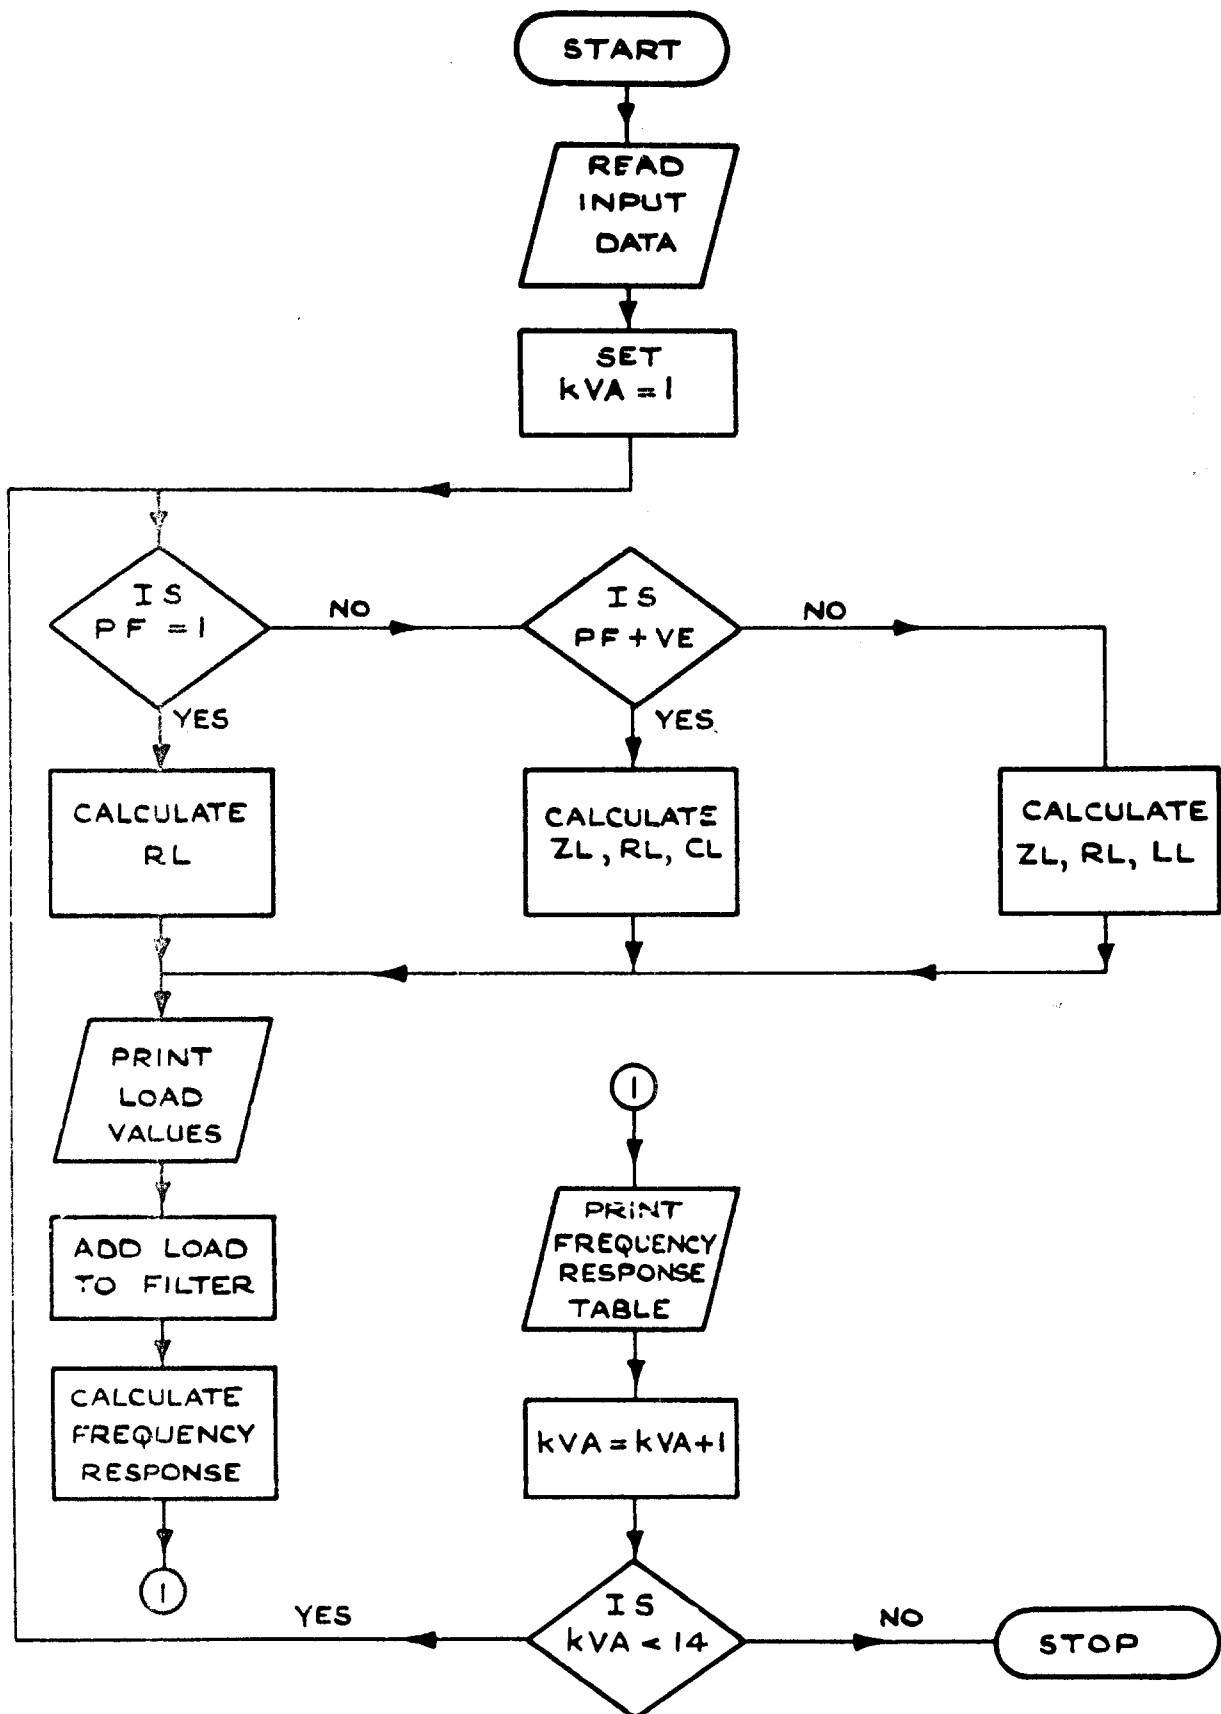 START
READ
INPUT
DATA
SET
kVA = 1
IS
PF = 1
NO
IS
PF + VE
NO
YES
YES
CALCULATE
RL
CALCULATE
ZL, RL, CL
CALCULATE
ZL, RL, LL
PRINT
LOAD
VALUES
1
ADD LOAD
TO FILTER
PRINT
FREQUENCY
RESPONSE
TABLE
CALCULATE
FREQUENCY
RESPONSE
kVA = kVA+1
1
YES
IS
kVA < 14
NO
STOP